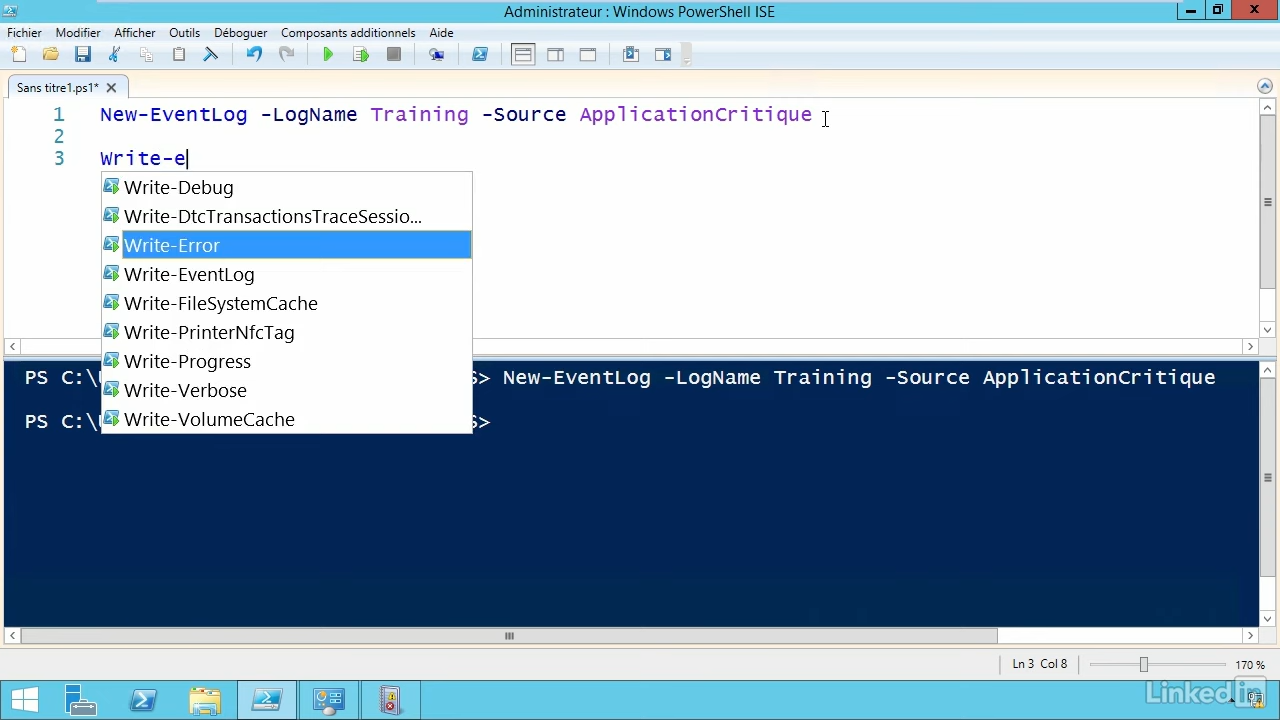 Administrateur : Windows PowerShell ISE
Fichier Modifier Afficher Outils Déboguer Composants additionnels Aide
Sans titre1.ps1*
1 New-EventLog -LogName Training -Source ApplicationCritique
2
3 Write-e
Write-Debug
Write-DtcTransactionsTraceSessio...
Write-Error
Write-EventLog
Write-FileSystemCache
Write-PrinterNfcTag
Write-Progress
Write-Verbose
Write-VolumeCache
PS C:\ S> New-EventLog -LogName Training -Source ApplicationCritique
PS C:\ S>
Ln 3 Col 8 170 %
LinkedIn